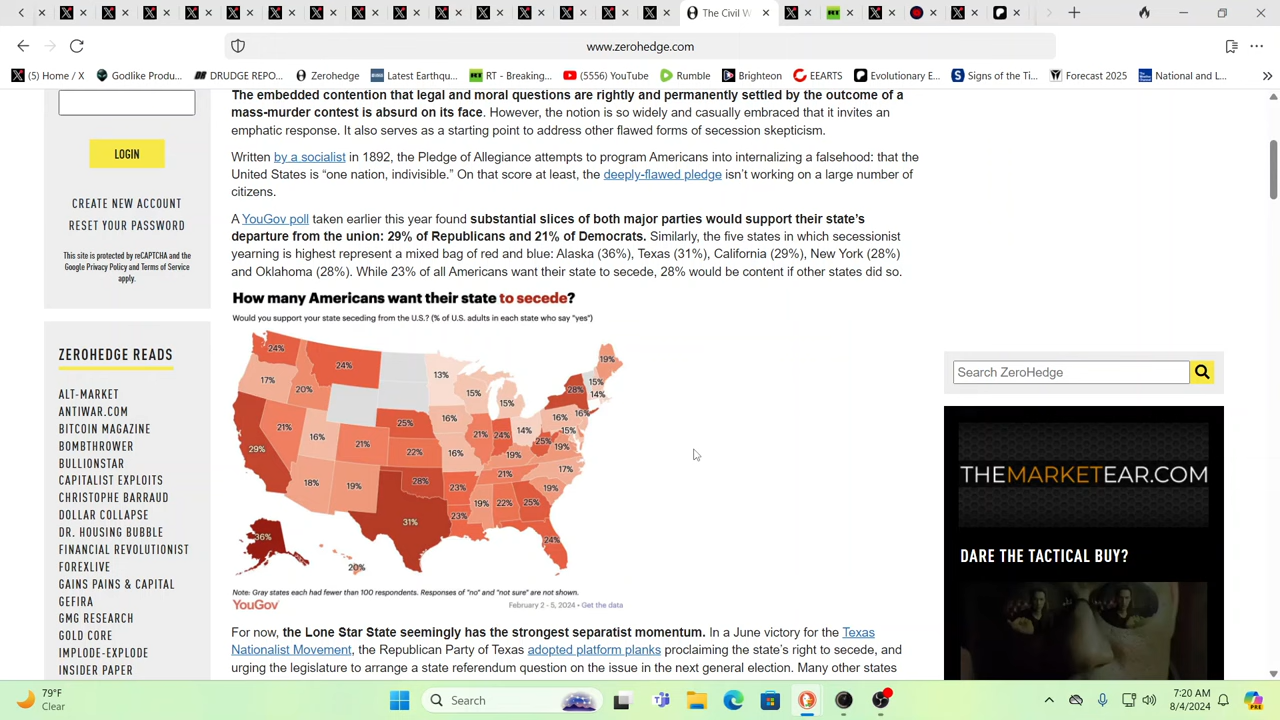 The Civil W
www.zerohedge.com
(5) Home / X
Godlike Produ...
DRUDGE REPO...
Zerohedge
Latest Earthqu...
RT - Breaking...
(5556) YouTube
Rumble
Brighteon
EEARTS
Evolutionary E...
Signs of the Ti...
Forecast 2025
National and L...
The embedded contention that legal and moral questions are rightly and permanently settled by the outcome of a
mass-murder contest is absurd on its face. However, the notion is so widely and casually embraced that it invites an
emphatic response. It also serves as a starting point to address other flawed forms of secession skepticism.
Written by a socialist in 1892, the Pledge of Allegiance attempts to program Americans into internalizing a falsehood: that the
United States is “one nation, indivisible.” On that score at least, the deeply-flawed pledge isn’t working on a large number of
citizens.
A YouGov poll taken earlier this year found substantial slices of both major parties would support their state’s
departure from the union: 29% of Republicans and 21% of Democrats. Similarly, the five states in which secessionist
yearning is highest represent a mixed bag of red and blue: Alaska (36%), Texas (31%), California (29%), New York (28%)
and Oklahoma (28%). While 23% of all Americans want their state to secede, 28% would be content if other states did so.
How many Americans want their state to secede?
Would you support your state seceding from the U.S.? (% of U.S. adults in each state who say "yes")
24%
24%
13%
19%
17%
20%
15%
15%
28%
15%
14%
25%
16%
16%
16%
29%
21%
16%
21%
22%
16%
21%
24%
14%
25%
15%
19%
19%
17%
18%
19%
28%
23%
21%
19%
31%
23%
19%
22%
25%
36%
20%
24%
Note: Gray states each had fewer than 100 respondents. Responses of "no" and "not sure" are not shown.
YouGov
February 2 - 5, 2024 • Get the data
For now, the Lone Star State seemingly has the strongest separatist momentum. In a June victory for the Texas
Nationalist Movement, the Republican Party of Texas adopted platform planks proclaiming the state’s right to secede, and
urging the legislature to arrange a state referendum question on the issue in the next general election. Many other states
LOGIN
CREATE NEW ACCOUNT
RESET YOUR PASSWORD
This site is protected by reCAPTCHA and the
Google Privacy Policy and Terms of Service
apply.
ZEROHEDGE READS
ALT-MARKET
ANTIWAR.COM
BITCOIN MAGAZINE
BOMBTHROWER
BULLIONSTAR
CAPITALIST EXPLOITS
CHRISTOPHE BARRAUD
DOLLAR COLLAPSE
DR. HOUSING BUBBLE
FINANCIAL REVOLUTIONIST
FOREXLIVE
GAINS PAINS & CAPITAL
GEFIRA
GMG RESEARCH
GOLD CORE
IMPLODE-EXPLODE
INSIDER PAPER
Search ZeroHedge
THEMARKETEAR.COM
DARE THE TACTICAL BUY?
79°F
Clear
Search
7:20 AM
8/4/2024